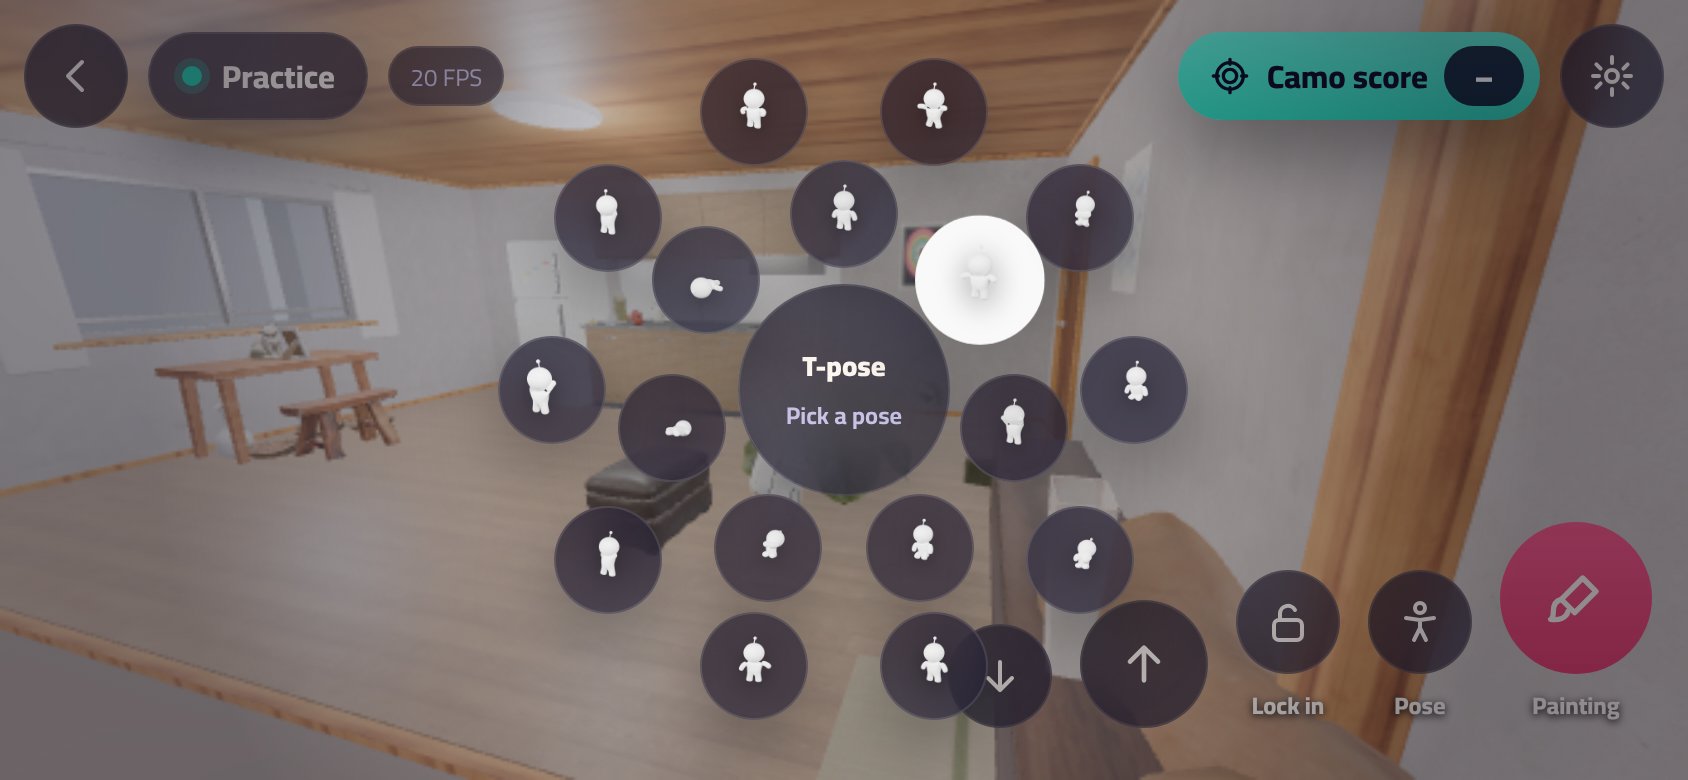 Practice
20 FPS
Camo score
-
T-pose
Pick a pose
Lock in
Pose
Painting